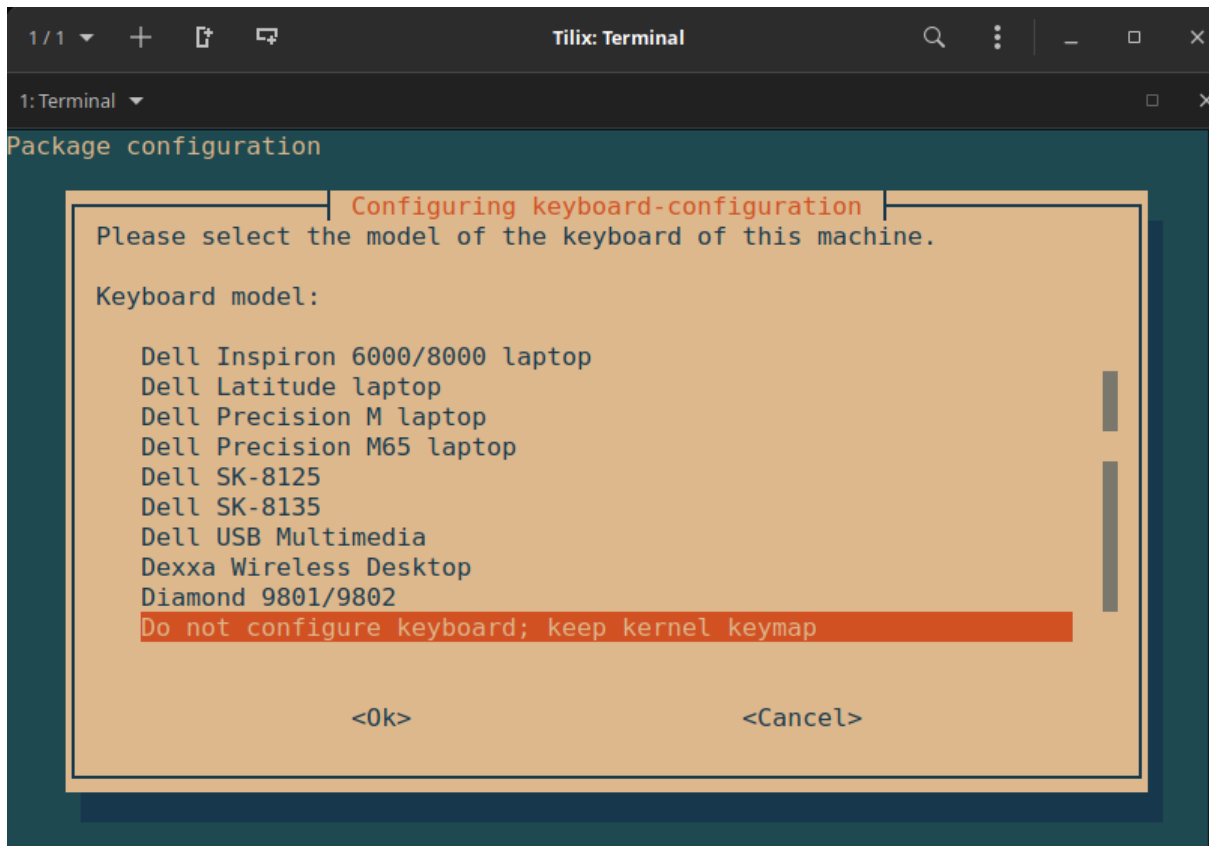 1 / 1
Tilix: Terminal
1: Terminal
Package configuration
Configuring keyboard-configuration
Please select the model of the keyboard of this machine.
Keyboard model:
Dell Inspiron 6000/8000 laptop
Dell Latitude laptop
Dell Precision M laptop
Dell Precision M65 laptop
Dell SK-8125
Dell SK-8135
Dell USB Multimedia
Dexxa Wireless Desktop
Diamond 9801/9802
Do not configure keyboard; keep kernel keymap
<Ok> <Cancel>